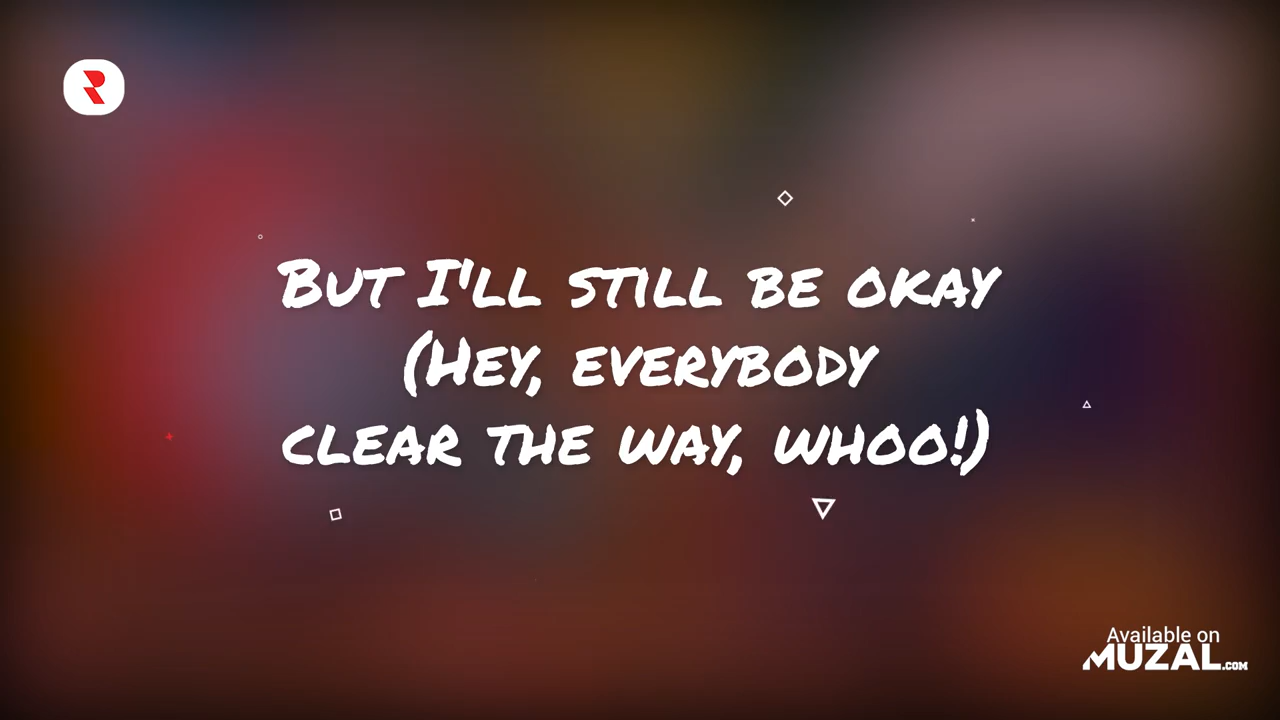 But I'll still be okay
(Hey, everybody
clear the way, whoo!)
Available on
MUZAL.COM